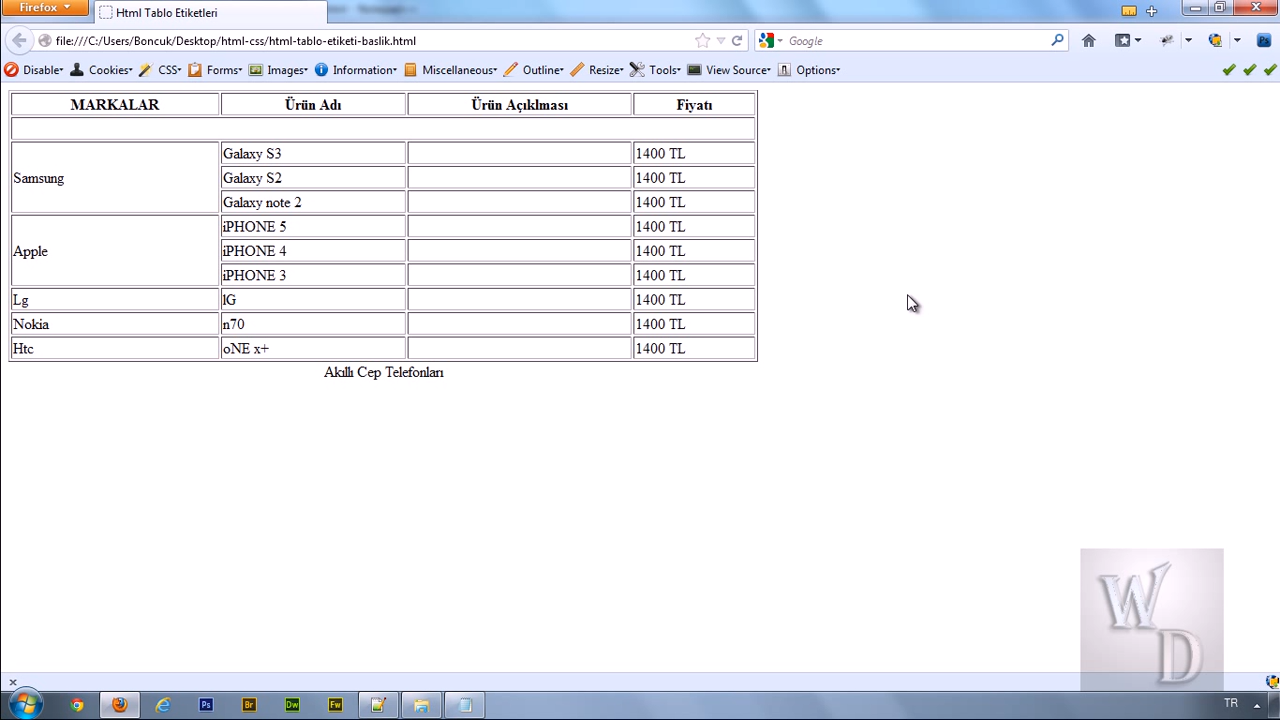 Firefox
Html Tablo Etiketleri
file:///C:/Users/Boncuk/Desktop/html-css/html-tablo-etiketi-baslik.html
Google
Disable Cookies CSS Forms Images Information Miscellaneous Outline Resize Tools View Source Options
MARKALAR Ürün Adı Ürün Açıklması Fiyatı
Samsung Galaxy S3 1400 TL
Galaxy S2 1400 TL
Galaxy note 2 1400 TL
Apple iPHONE 5 1400 TL
iPHONE 4 1400 TL
iPHONE 3 1400 TL
Lg lG 1400 TL
Nokia n70 1400 TL
Htc oNE x+ 1400 TL
Akıllı Cep Telefonları
W
D
Ps Br Dw Fw TR